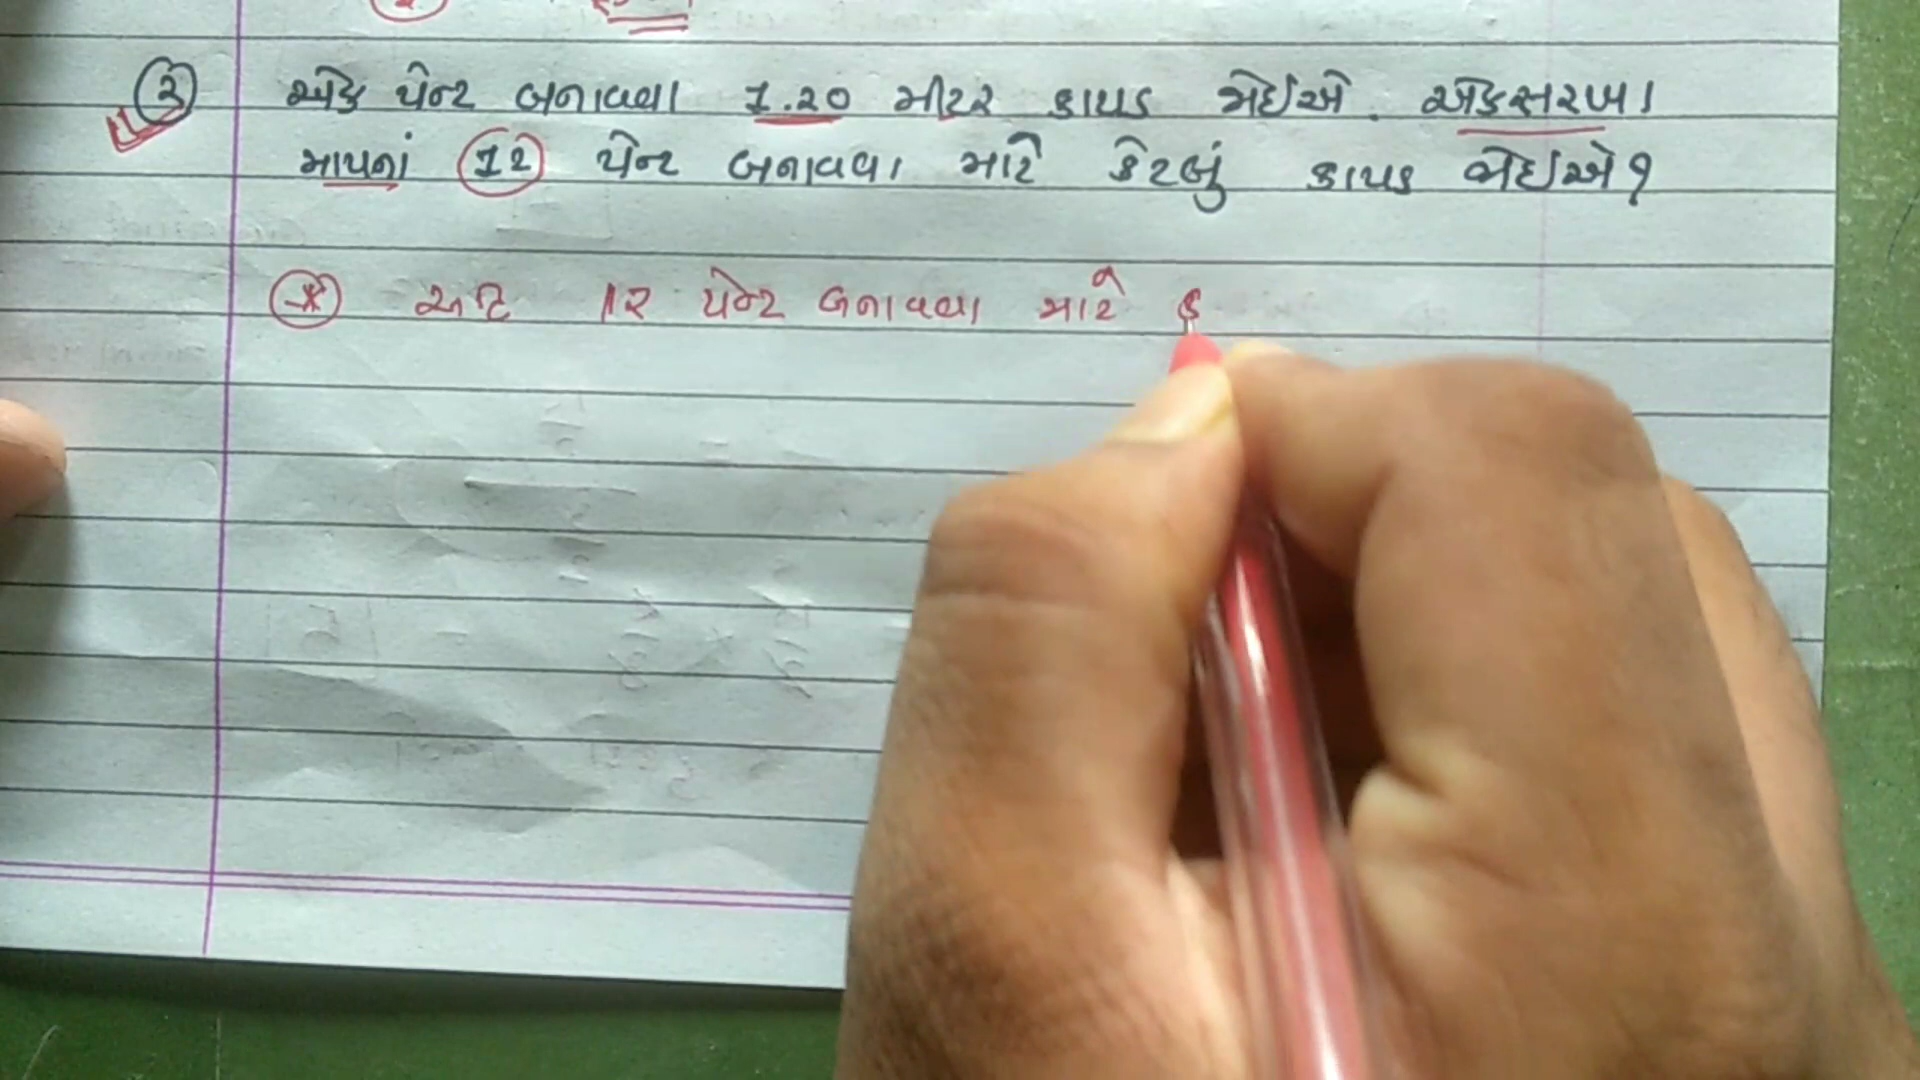 ૨ એક પેન્ટ બનાવવા 1.20 મીટર કાપડ જોઈએ. એકસરખા
માપનાં 12 પેન્ટ બનાવવા માટે કેટલું કાપડ જોઈએ?
* અહિ 12 પેન્ટ બનાવવા માટે ક